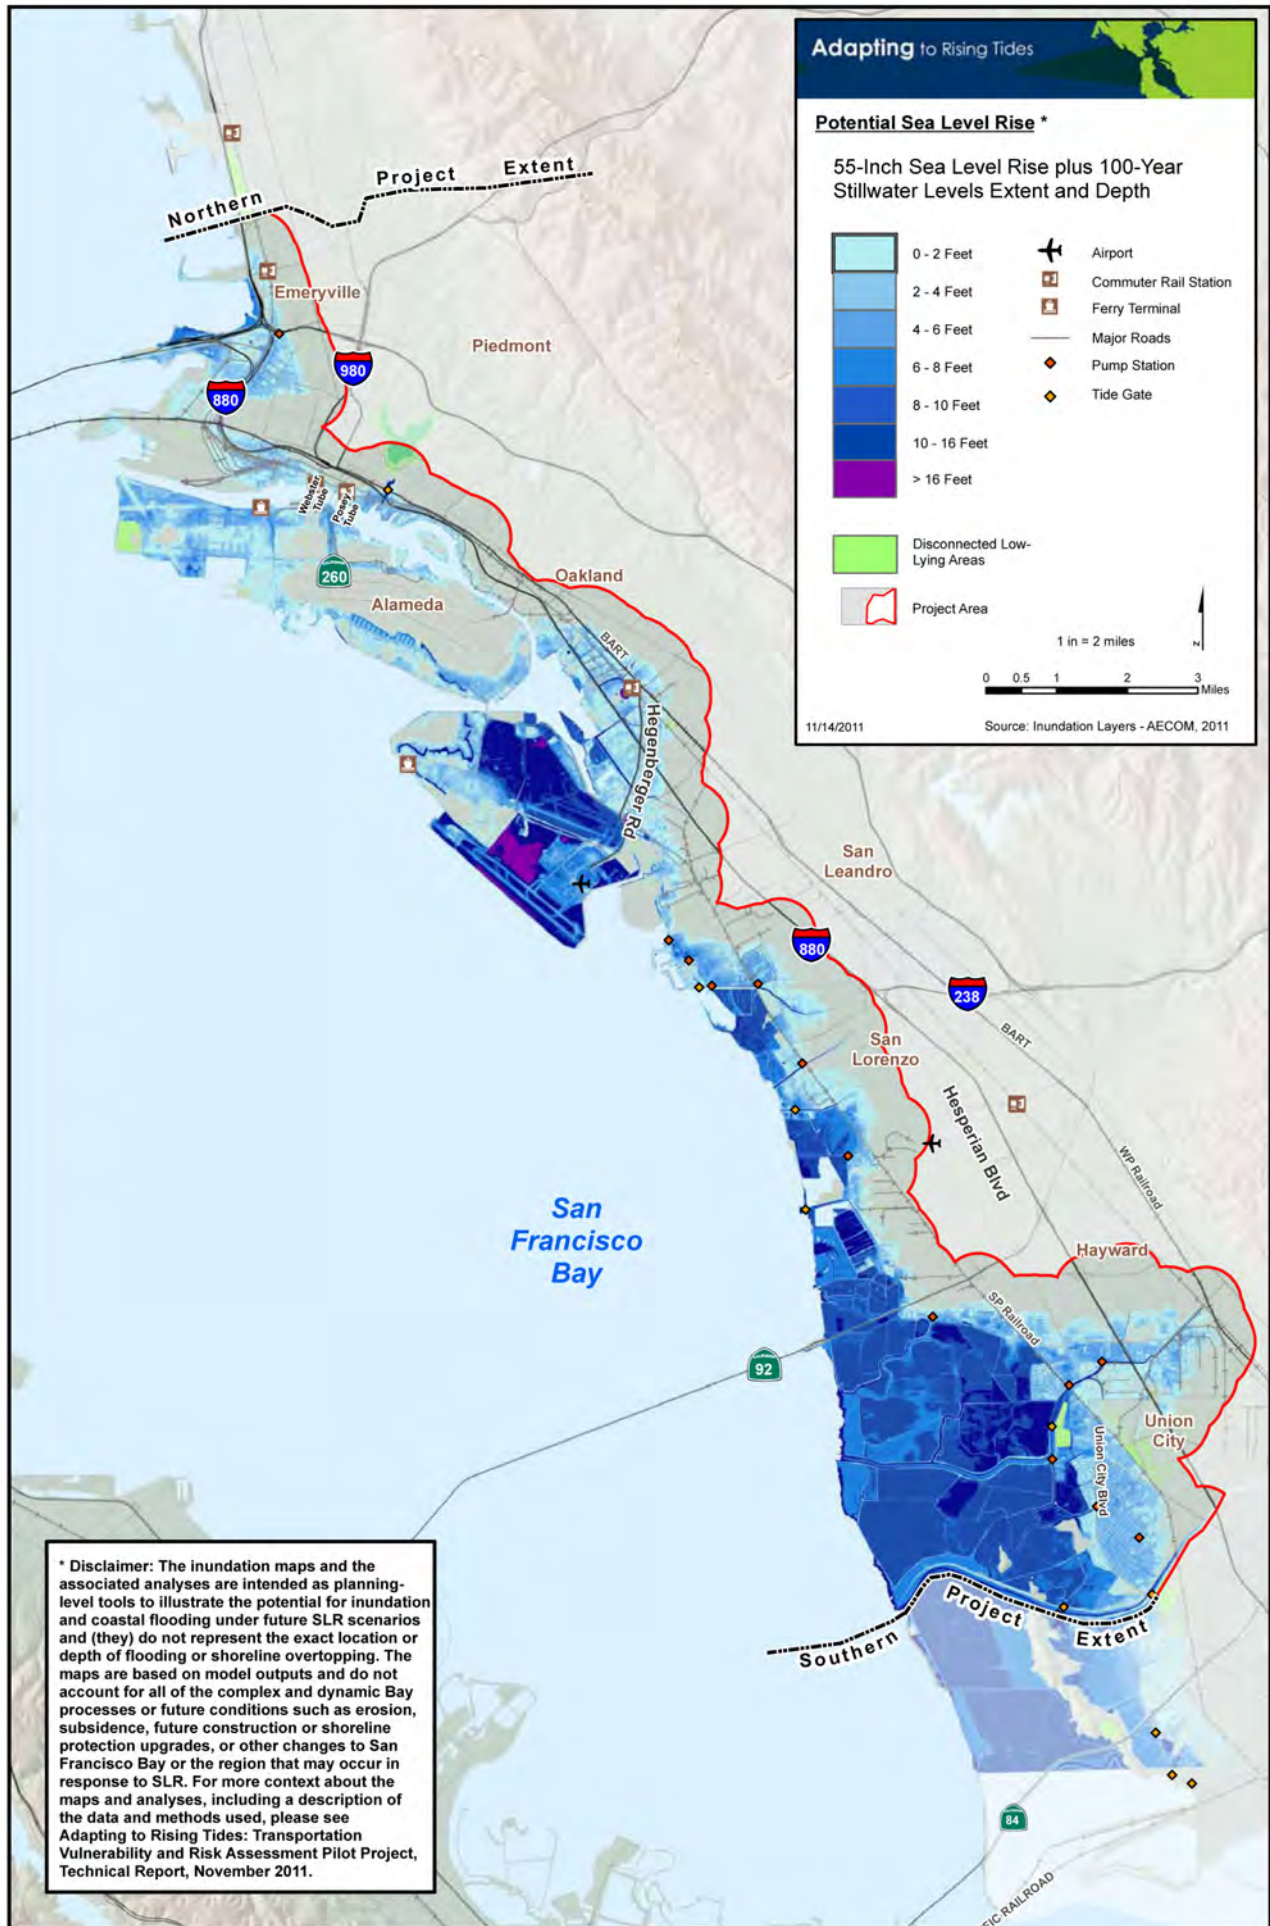 Adapting to Rising Tides
Potential Sea Level Rise *
55-Inch Sea Level Rise plus 100-Year
Stillwater Levels Extent and Depth
0 - 2 Feet
2 - 4 Feet
4 - 6 Feet
6 - 8 Feet
8 - 10 Feet
10 - 16 Feet
> 16 Feet
Disconnected Low-
Lying Areas
Project Area
Airport
Commuter Rail Station
Ferry Terminal
Major Roads
Pump Station
Tide Gate
N
1 in = 2 miles
0 0.5 1 2 3
Miles
11/14/2011
Source: Inundation Layers - AECOM, 2011
Northern Project Extent
Emeryville
Piedmont
980
880
Webster
Tube
Posey
Tube
260
Alameda
Oakland
BART
Hegenberger Rd
San
Leandro
880
238
BART
San
Lorenzo
Hesperian Blvd
WP Railroad
San
Francisco
Bay
Hayward
SP Railroad
92
Union
City
Union City Blvd
Southern Project Extent
84
FIC RAILROAD
* Disclaimer: The inundation maps and the
associated analyses are intended as planning-
level tools to illustrate the potential for inundation
and coastal flooding under future SLR scenarios
and (they) do not represent the exact location or
depth of flooding or shoreline overtopping. The
maps are based on model outputs and do not
account for all of the complex and dynamic Bay
processes or future conditions such as erosion,
subsidence, future construction or shoreline
protection upgrades, or other changes to San
Francisco Bay or the region that may occur in
response to SLR. For more context about the
maps and analyses, including a description of
the data and methods used, please see
Adapting to Rising Tides: Transportation
Vulnerability and Risk Assessment Pilot Project,
Technical Report, November 2011.